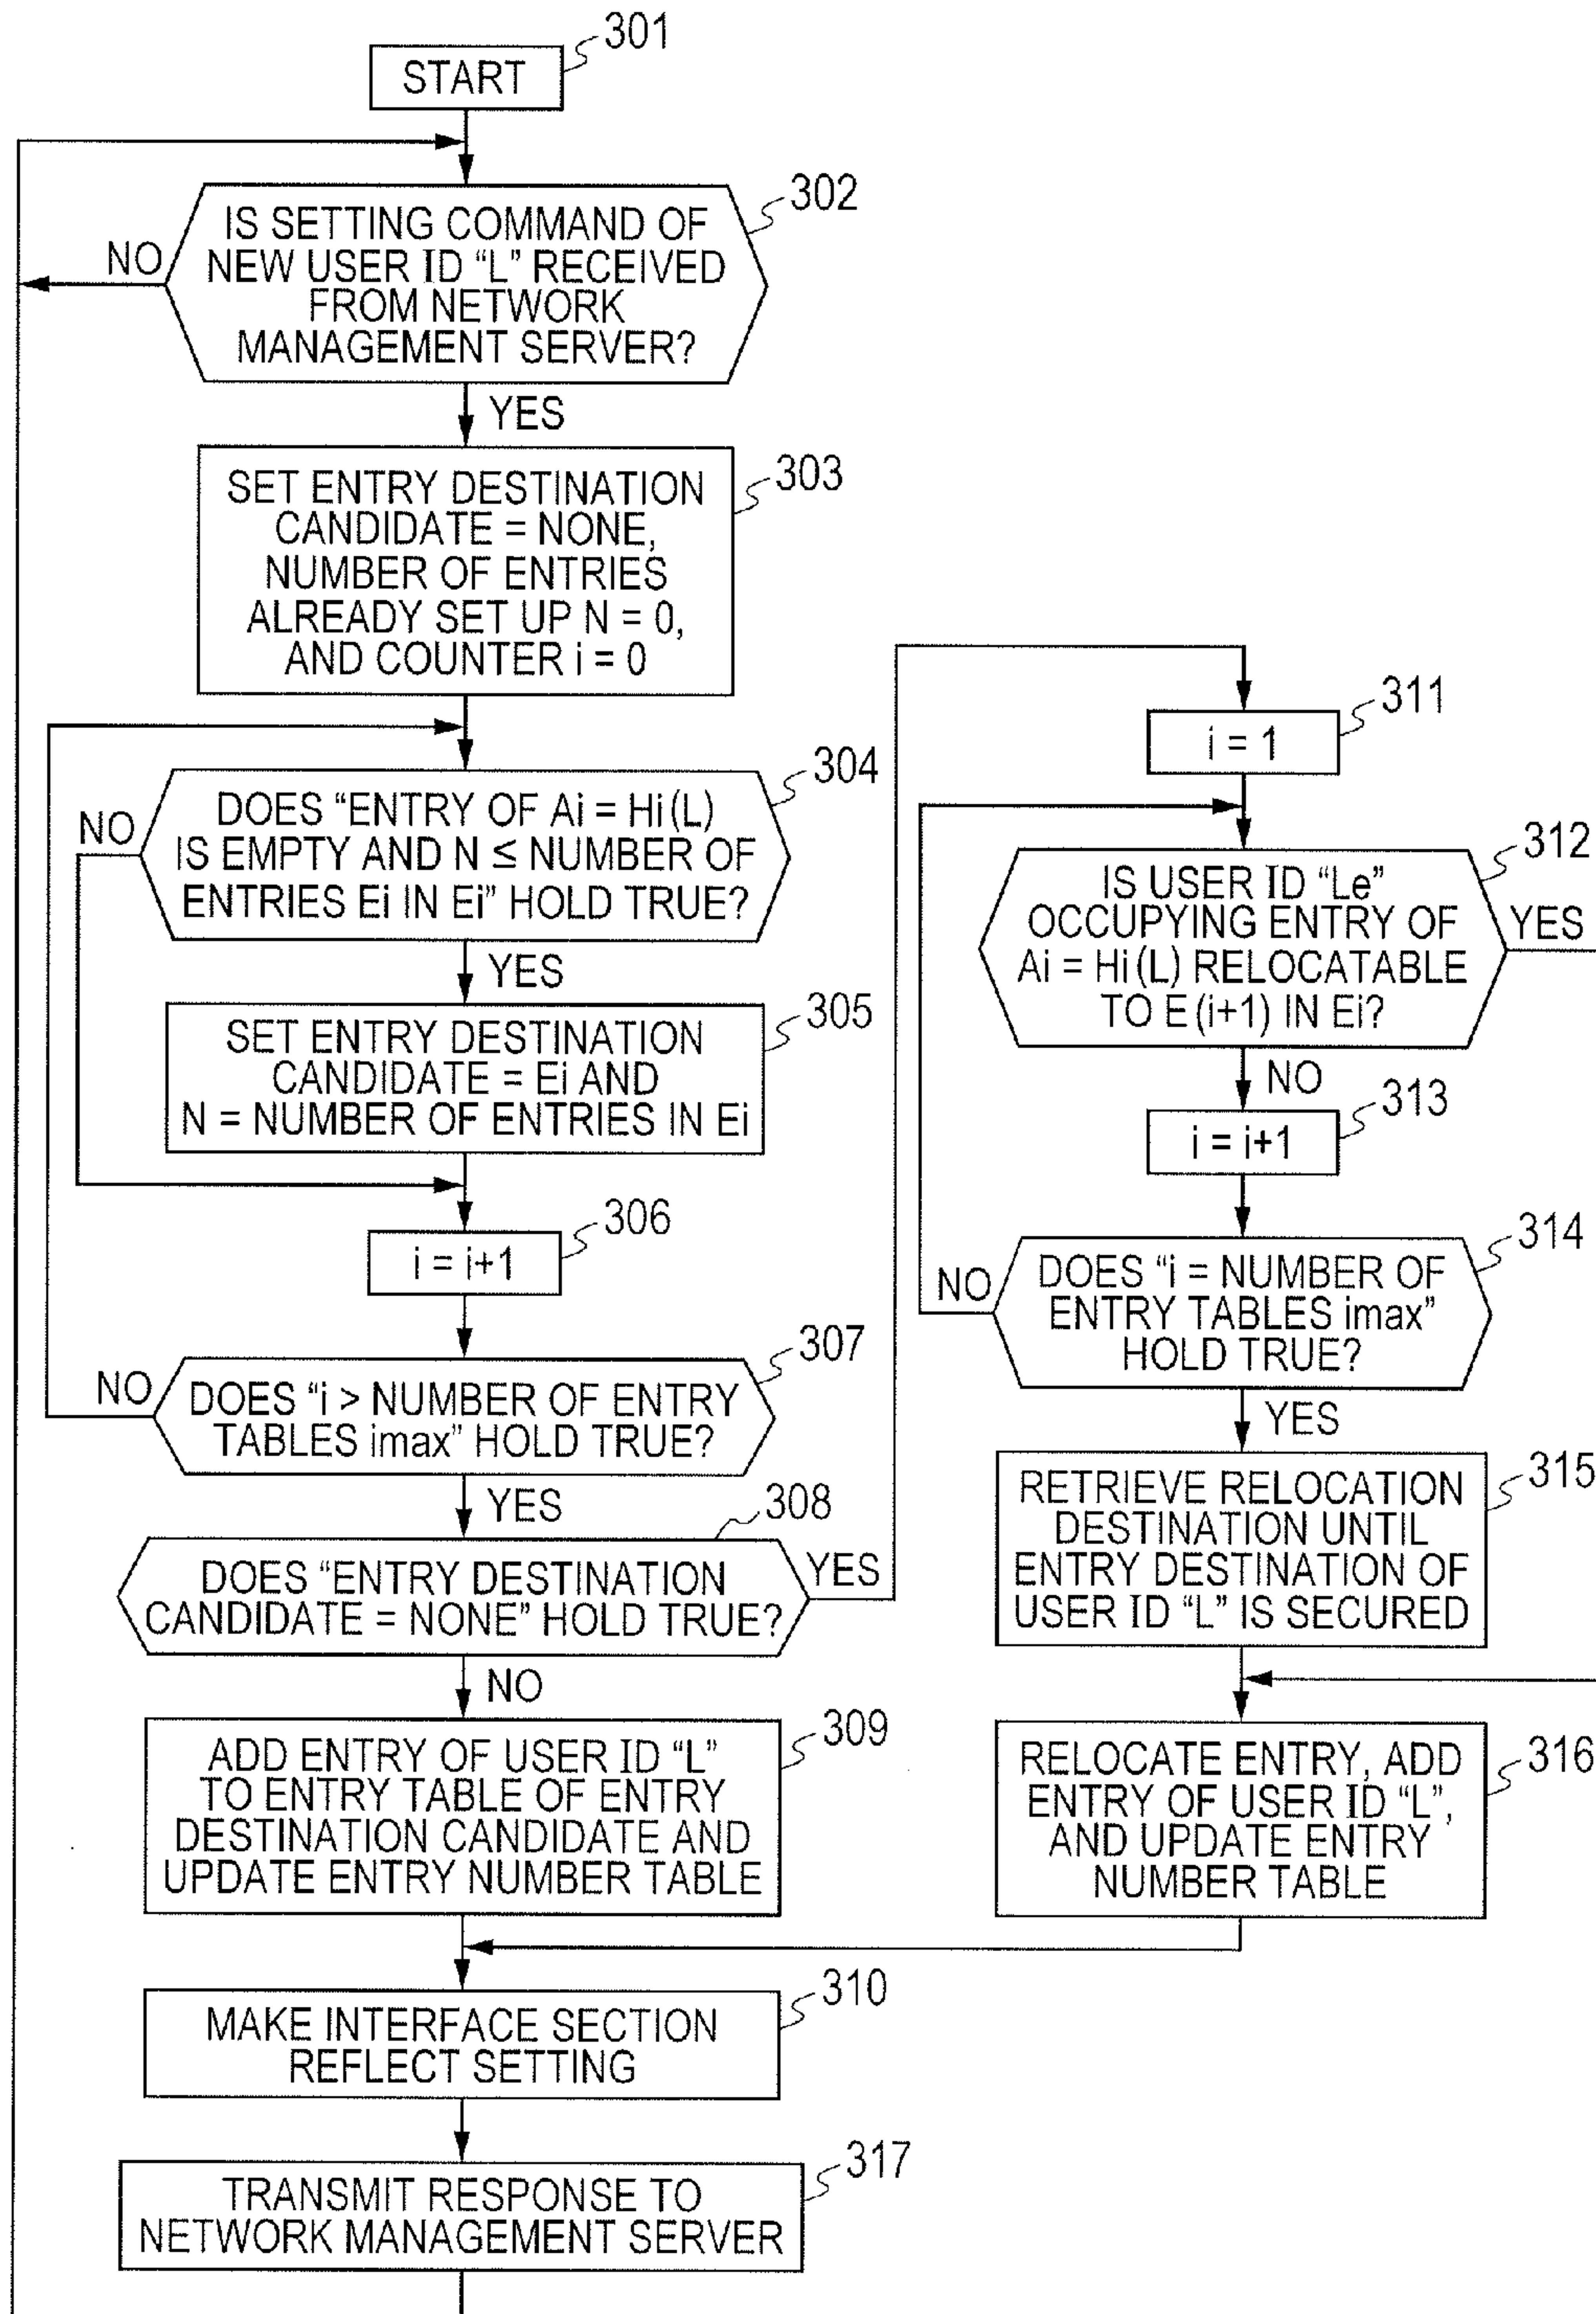 301
START
302
IS SETTING COMMAND OF
NEW USER ID “L” RECEIVED
FROM NETWORK
MANAGEMENT SERVER?
NO
YES
303
SET ENTRY DESTINATION
CANDIDATE = NONE,
NUMBER OF ENTRIES
ALREADY SET UP N = 0,
AND COUNTER i = 0
304
DOES “ENTRY OF Ai = Hi(L)
IS EMPTY AND N ≤ NUMBER OF
ENTRIES Ei IN Ei” HOLD TRUE?
NO
YES
305
SET ENTRY DESTINATION
CANDIDATE = Ei AND
N = NUMBER OF ENTRIES IN Ei
306
i = i+1
307
DOES “i > NUMBER OF ENTRY
TABLES imax” HOLD TRUE?
NO
YES
308
DOES “ENTRY DESTINATION
CANDIDATE = NONE” HOLD TRUE?
YES
NO
309
ADD ENTRY OF USER ID “L”
TO ENTRY TABLE OF ENTRY
DESTINATION CANDIDATE AND
UPDATE ENTRY NUMBER TABLE
310
MAKE INTERFACE SECTION
REFLECT SETTING
317
TRANSMIT RESPONSE TO
NETWORK MANAGEMENT SERVER
311
i = 1
312
IS USER ID “Le”
OCCUPYING ENTRY OF
Ai = Hi(L) RELOCATABLE
TO E(i+1) IN Ei?
YES
NO
313
i = i+1
314
DOES “i = NUMBER OF
ENTRY TABLES imax”
HOLD TRUE?
NO
YES
315
RETRIEVE RELOCATION
DESTINATION UNTIL
ENTRY DESTINATION OF
USER ID “L” IS SECURED
316
RELOCATE ENTRY, ADD
ENTRY OF USER ID “L”,
AND UPDATE ENTRY
NUMBER TABLE